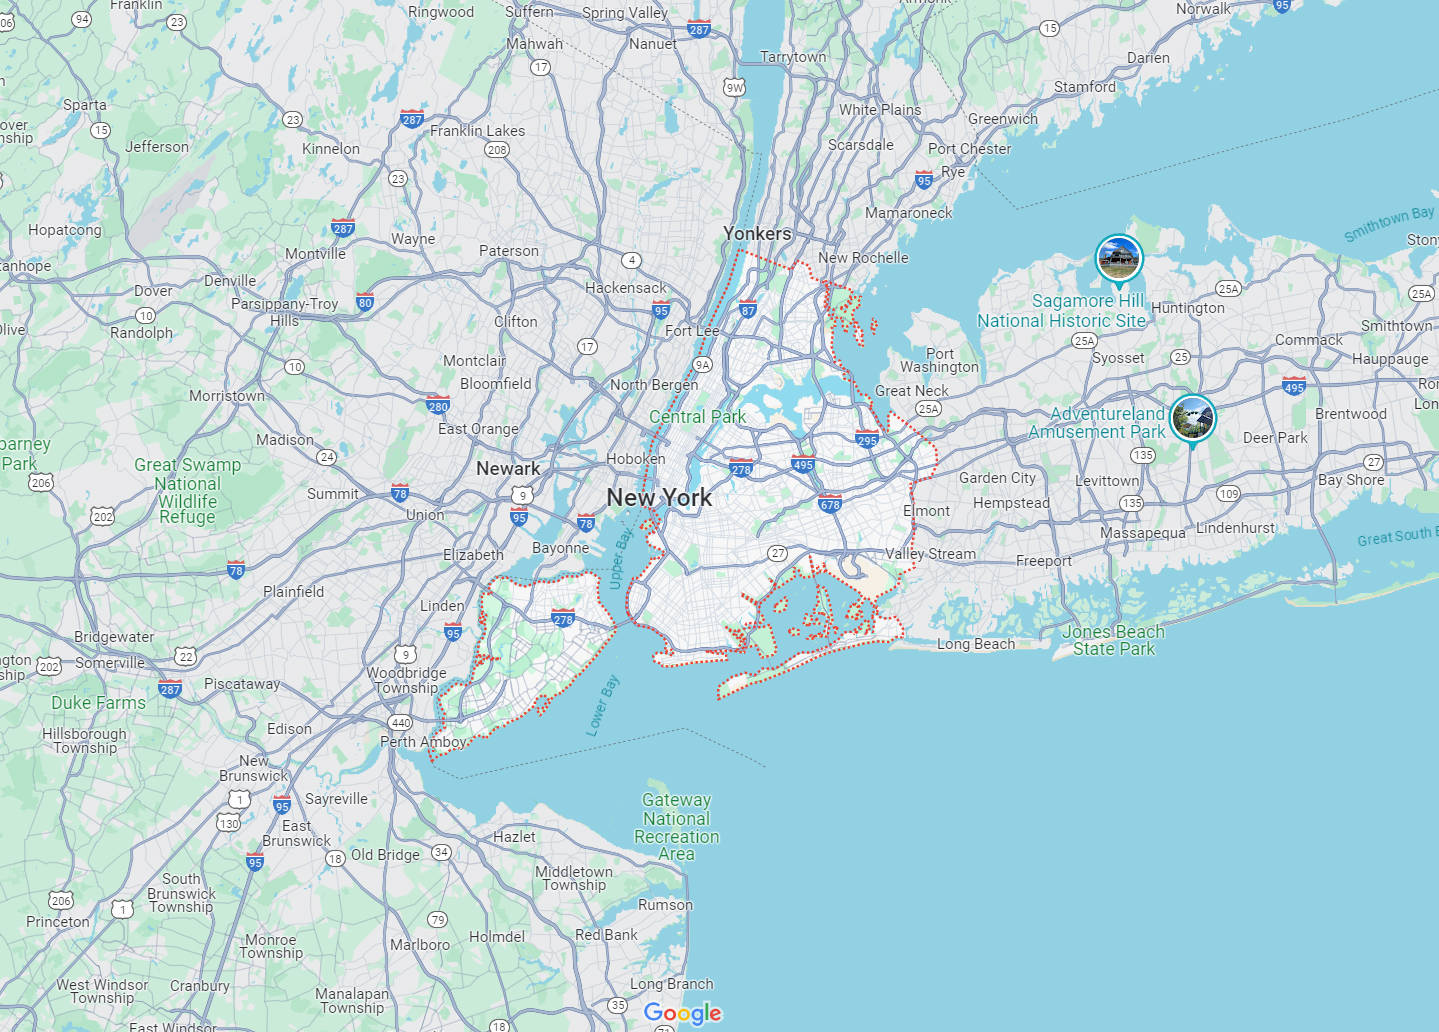 Franklin
Ringwood
Suffern
Spring Valley
Armonk
Norwalk
206
94
23
287
95
15
Mahwah
Nanuet
Tarrytown
Darien
17
9W
Stamford
Sparta
White Plains
15
23
287
Franklin Lakes
Greenwich
Jefferson
Kinnelon
208
Scarsdale
Port Chester
23
95
Rye
Hopatcong
287
Wayne
Paterson
Yonkers
Mamaroneck
Smithtown Bay
Montville
4
New Rochelle
Denville
Hackensack
25A
25A
Dover
Parsippany-Troy
Hills
80
95
87
Sagamore Hill
National Historic Site
Huntington
10
Randolph
Clifton
Fort Lee
Smithtown
17
9A
Port
Washington
25A
Syosset
25
Commack
Hauppauge
10
Montclair
Bloomfield
North Bergen
Great Neck
495
Morristown
280
Central Park
25A
Adventureland
Amusement Park
Brentwood
Madison
East Orange
295
Deer Park
24
Great Swamp
National
Wildlife
Refuge
Newark
Hoboken
278
495
135
27
206
Summit
78
9
New York
Garden City
Levittown
Bay Shore
109
202
Union
95
78
678
Elmont
Hempstead
135
Massapequa
Lindenhurst
Elizabeth
Bayonne
Upper Bay
27
Valley Stream
Freeport
78
Plainfield
Linden
278
Bridgewater
95
Jones Beach
State Park
22
9
Long Beach
202
Somerville
287
Piscataway
Woodbridge
Township
Lower Bay
Duke Farms
Edison
440
Hillsborough
Township
Perth Amboy
New
Brunswick
1
95
Sayreville
Gateway
National
Recreation
Area
130
East
Brunswick
Hazlet
95
18
Old Bridge
34
South
Brunswick
Township
Middletown
Township
206
1
Rumson
Princeton
79
Monroe
Township
Marlboro
Holmdel
Red Bank
West Windsor
Township
Cranbury
Manalapan
Township
Long Branch
35
Google
18
71
East Windsor